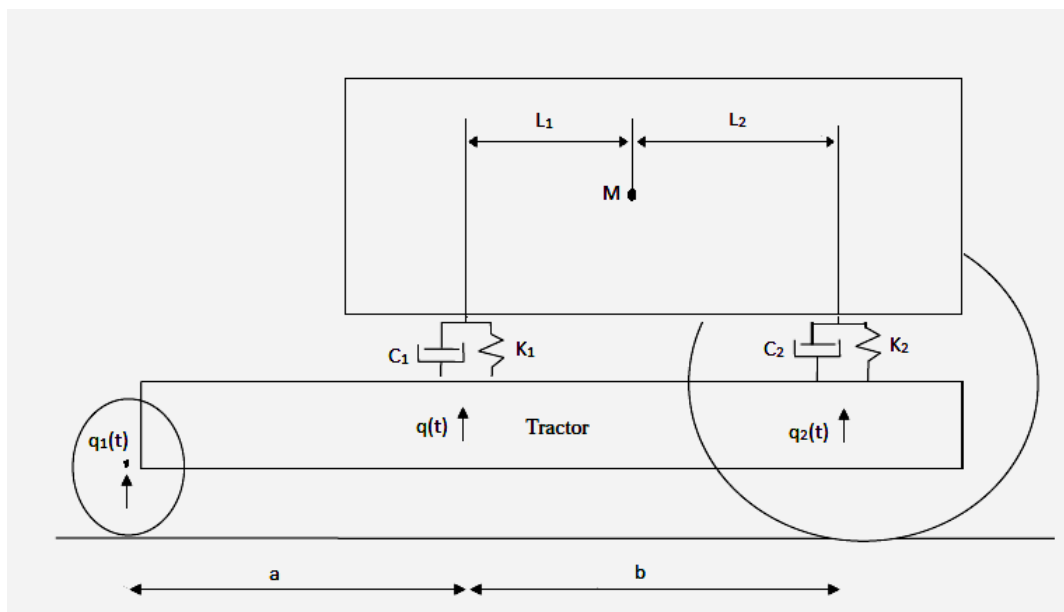 L₁
L₂
M
C₁
K₁
C₂
K₂
q₁(t)
q(t)
Tractor
q₂(t)
a
b